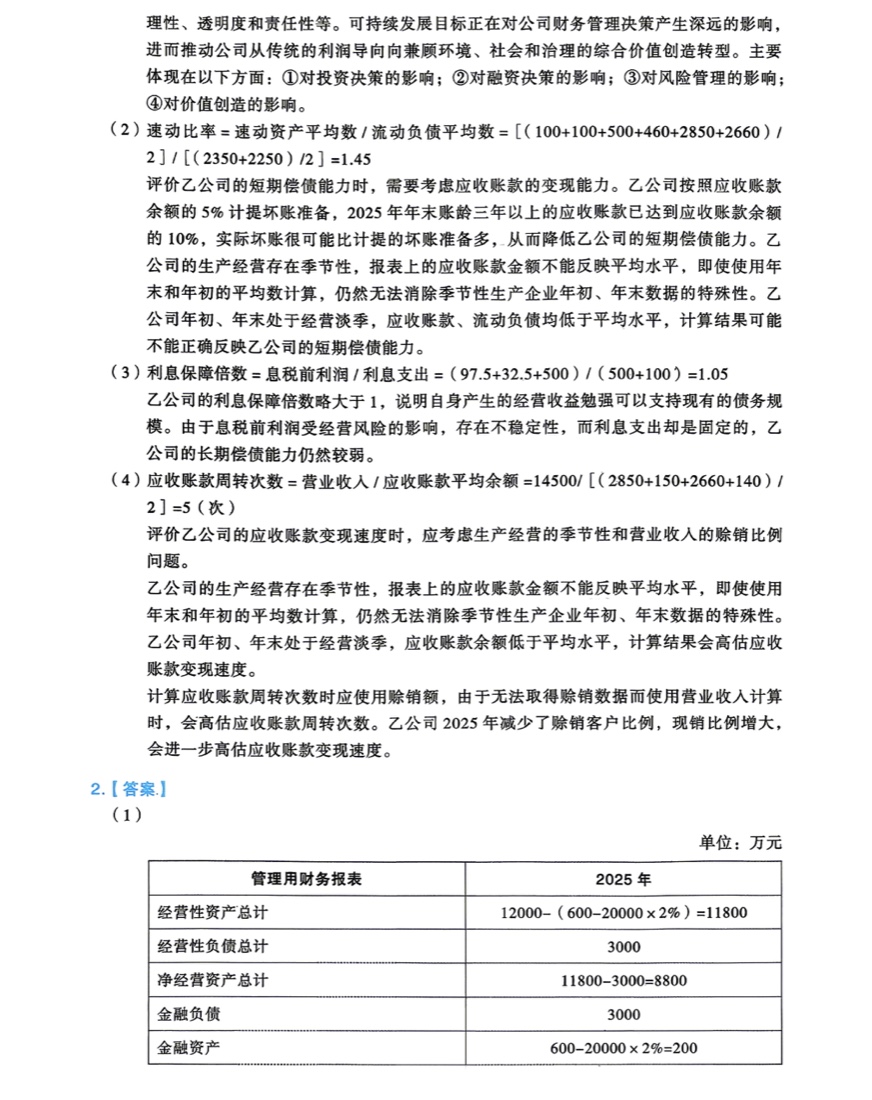 理性、透明度和责任性等。可持续发展目标正在对公司财务管理决策产生深远的影响，
进而推动公司从传统的利润导向向兼顾环境、社会和治理的综合价值创造转型。主要
体现在以下方面：①对投资决策的影响；②对融资决策的影响；③对风险管理的影响；
④对价值创造的影响。
（2）速动比率 = 速动资产平均数 / 流动负债平均数 =［（100+100+500+460+2850+2660）/
2］/［（2350+2250）/2］=1.45
评价乙公司的短期偿债能力时，需要考虑应收账款的变现能力。乙公司按照应收账款
余额的 5% 计提坏账准备，2025 年年末账龄三年以上的应收账款已达到应收账款余额
的 10%，实际坏账很可能比计提的坏账准备多，从而降低乙公司的短期偿债能力。乙
公司的生产经营存在季节性，报表上的应收账款金额不能反映平均水平，即使使用年
末和年初的平均数计算，仍然无法消除季节性生产企业年初、年末数据的特殊性。乙
公司年初、年末处于经营淡季，应收账款、流动负债均低于平均水平，计算结果可能
不能正确反映乙公司的短期偿债能力。
（3）利息保障倍数 = 息税前利润 / 利息支出 =（97.5+32.5+500）/（500+100）=1.05
乙公司的利息保障倍数略大于 1，说明自身产生的经营收益勉强可以支持现有的债务规
模。由于息税前利润受经营风险的影响，存在不稳定性，而利息支出却是固定的，乙
公司的长期偿债能力仍然较弱。
（4）应收账款周转次数 = 营业收入 / 应收账款平均余额 =14500/［（2850+150+2660+140）/
2］=5（次）
评价乙公司的应收账款变现速度时，应考虑生产经营的季节性和营业收入的赊销比例
问题。
乙公司的生产经营存在季节性，报表上的应收账款金额不能反映平均水平，即使使用
年末和年初的平均数计算，仍然无法消除季节性生产企业年初、年末数据的特殊性。
乙公司年初、年末处于经营淡季，应收账款余额低于平均水平，计算结果会高估应收
账款变现速度。
计算应收账款周转次数时应使用赊销额，由于无法取得赊销数据而使用营业收入计算
时，会高估应收账款周转次数。乙公司 2025 年减少了赊销客户比例，现销比例增大，
会进一步高估应收账款变现速度。
2.【答案】
（1）
单位：万元
管理用财务报表 2025 年
经营性资产总计 12000-（600-20000×2%）=11800
经营性负债总计 3000
净经营资产总计 11800-3000=8800
金融负债 3000
金融资产 600-20000×2%=200